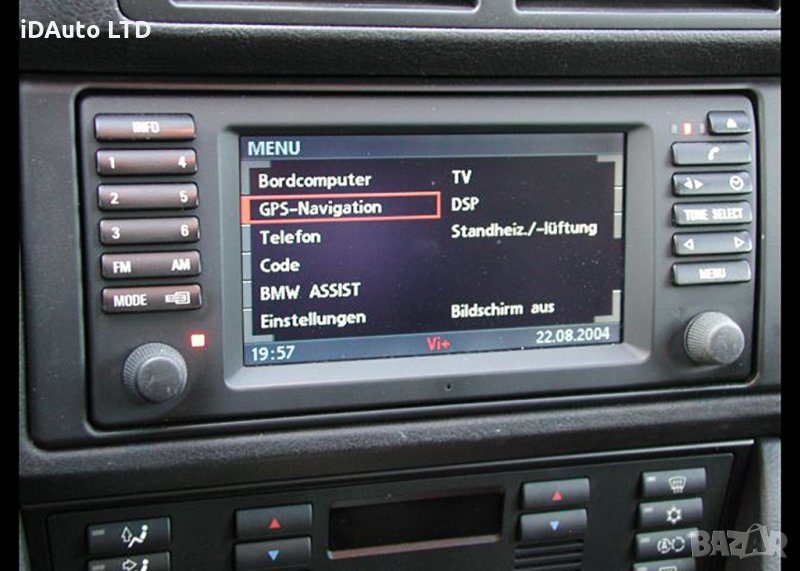 iDAuto LTD
INFO
1 4
2 5
3 6
FM AM
MODE
MENU
Bordcomputer
GPS-Navigation
Telefon
Code
BMW ASSIST
Einstellungen
TV
DSP
Standheiz./-lüftung
Bildschirm aus
19:57
Vi+
22.08.2004
TONE SELECT
MENU
BAZAR